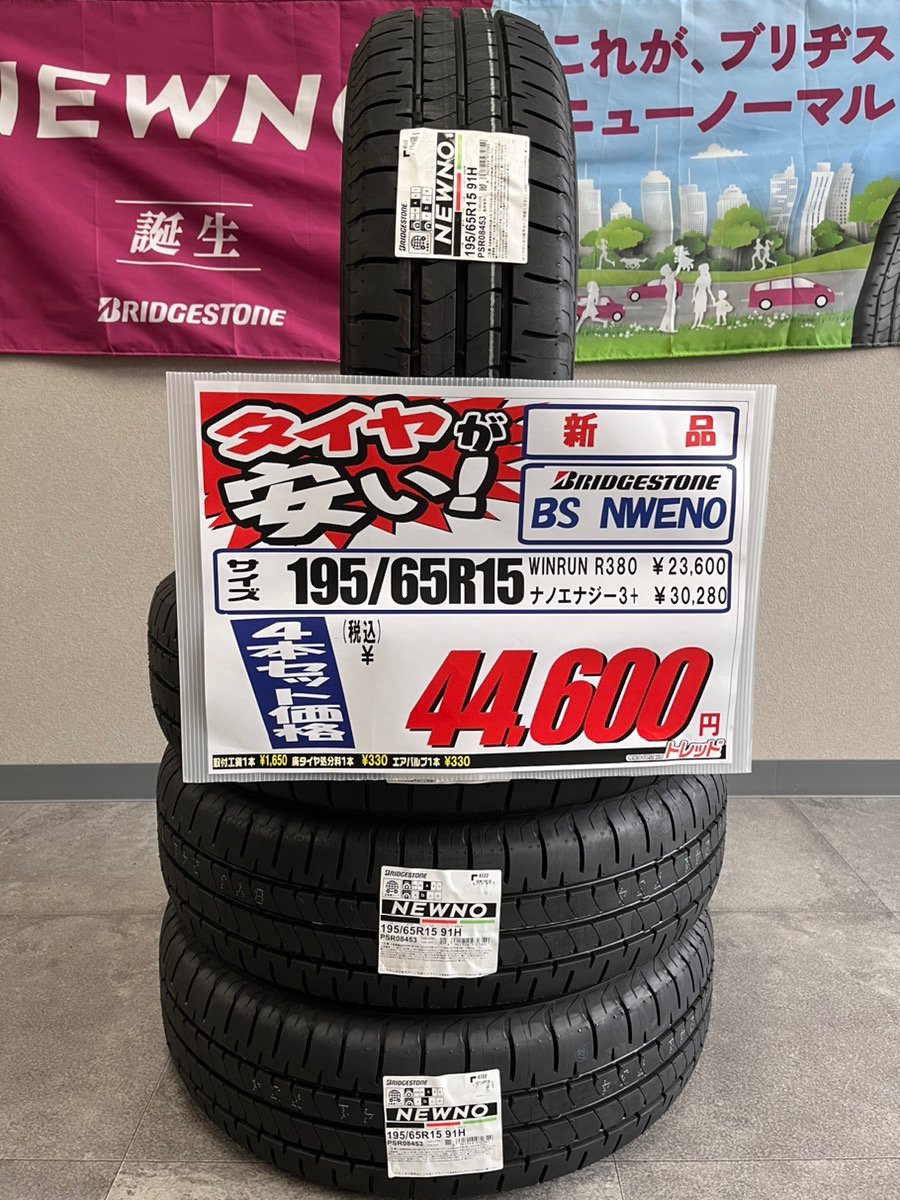 NEWNO
誕生
BRIDGESTONE
これが、ブリヂス
ニューノーマル
BRIDGESTONE
NEWNO
195/65R15 91H
PSR08453
タイヤが
安い!
新品
BRIDGESTONE
BS NWENO
サイズ
195/65R15
WINRUN R380 ¥23,600
ナノエナジー3+ ¥30,280
4本セット価格
(税込)
¥
44,600円
取付工賃1本 ¥1,650 廃タイヤ処分料1本 ¥330 エアバルブ1本 ¥330
トレッド
BRIDGESTONE
NEWNO
195/65R15 91H
PSR08453
BRIDGESTONE
NEWNO
195/65R15 91H
PSR08453